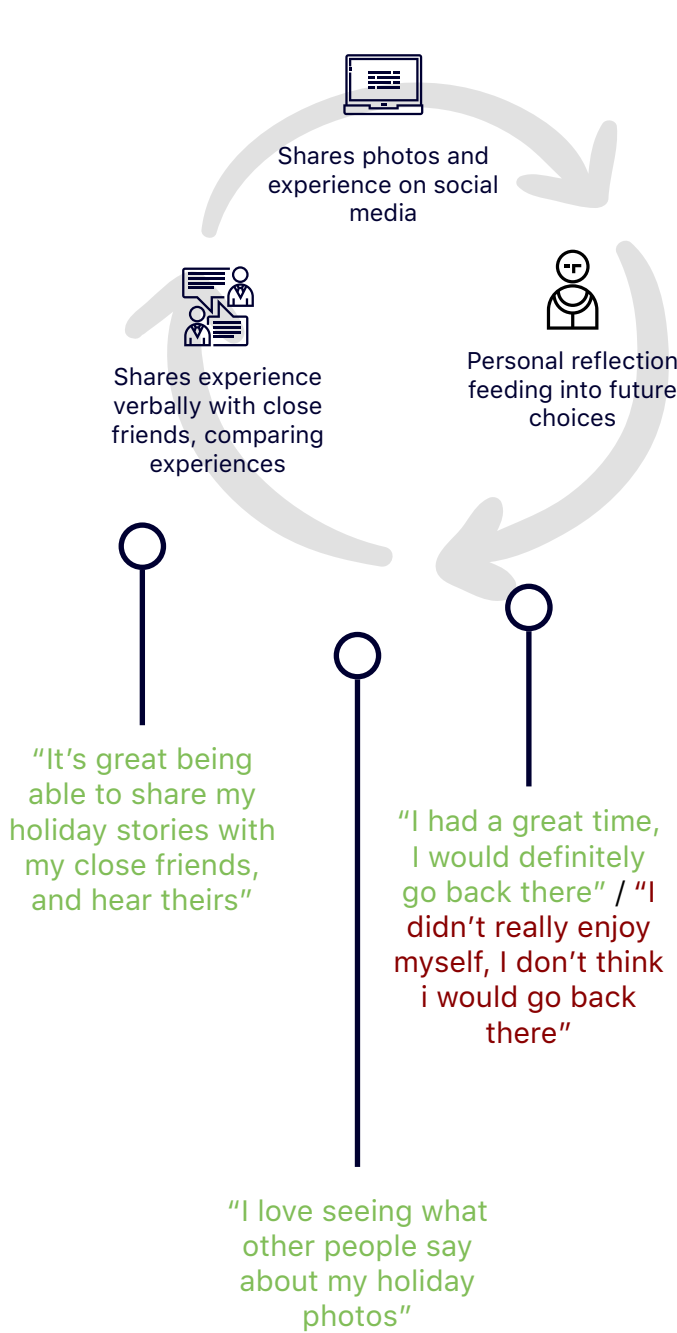 Shares photos and
experience on social
media
Personal reflection
feeding into future
choices
Shares experience
verbally with close
friends, comparing
experiences
“It’s great being
able to share my
holiday stories with
my close friends,
and hear theirs”
“I had a great time,
I would definitely
go back there” / “I
didn’t really enjoy
myself, I don’t think
i would go back
there”
“I love seeing what
other people say
about my holiday
photos”